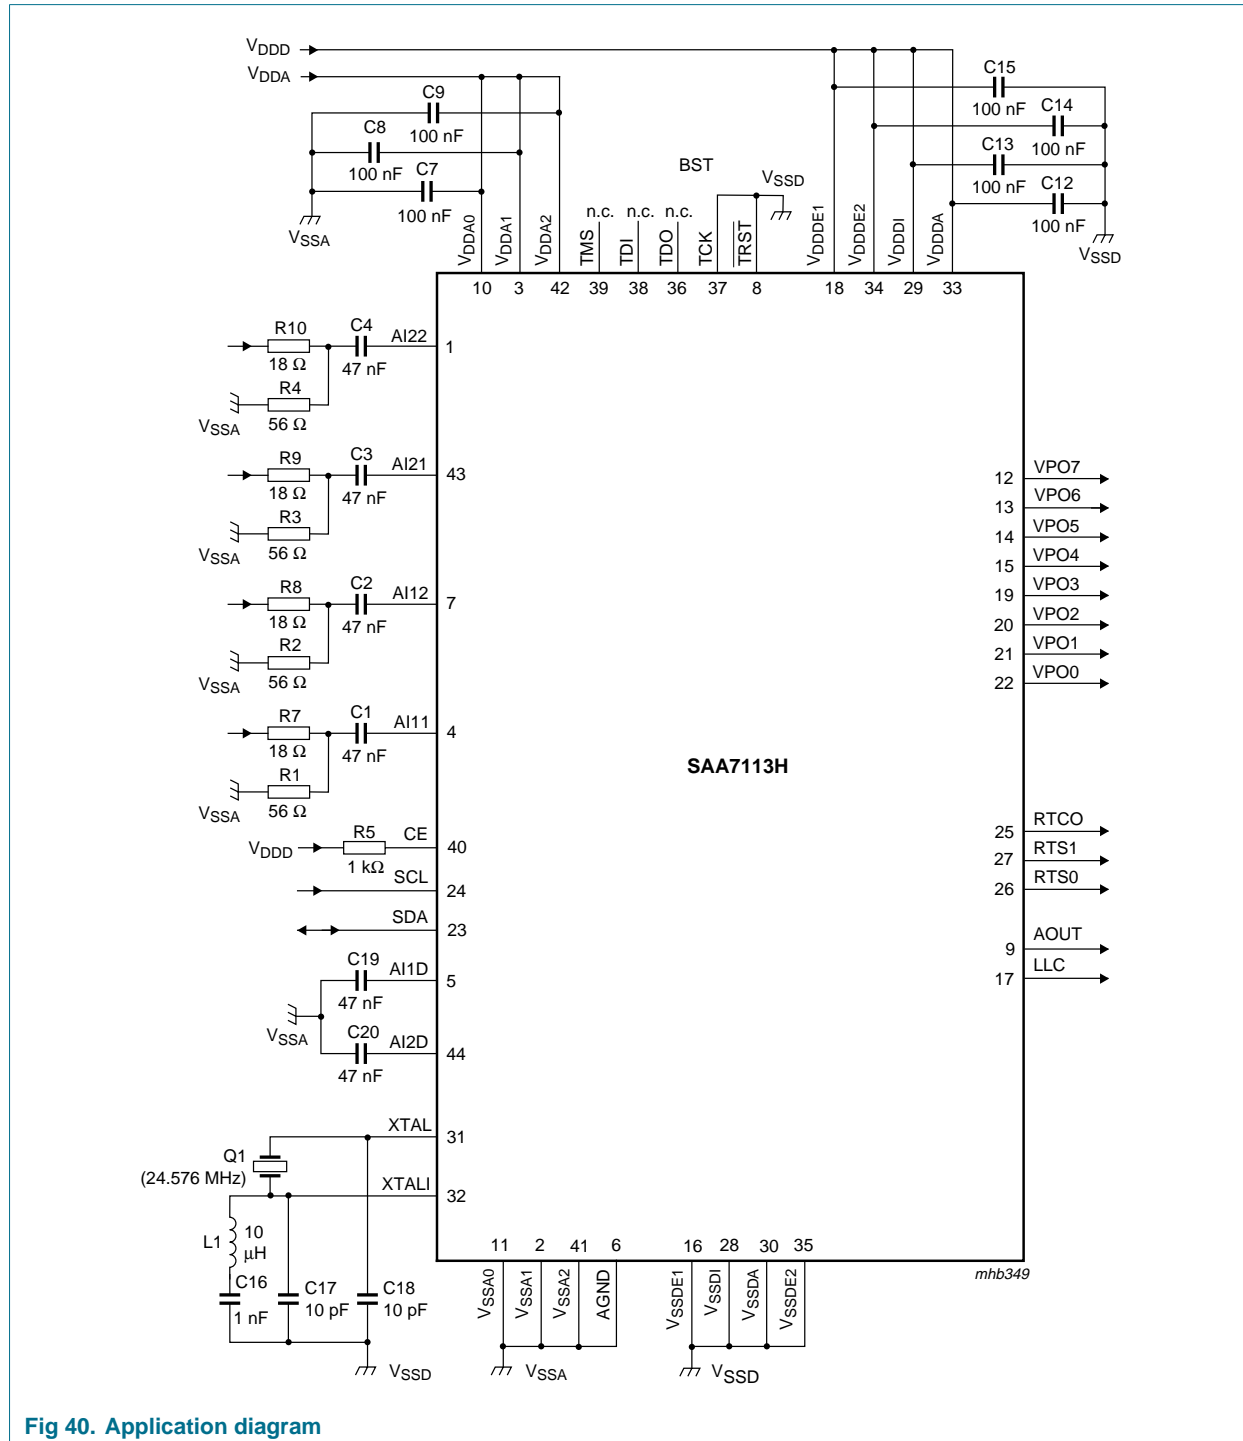 VDDD
VDDA
C9
100 nF
C8
100 nF
C7
100 nF
VSSA
VDDA0
VDDA1
VDDA2
n.c.
n.c.
n.c.
TMS
TDI
TDO
TCK
TRST
BST
VSSD
VDDDE1
VDDDE2
VDDDI
VDDDA
C15
100 nF
C14
100 nF
C13
100 nF
C12
100 nF
VSSD
10
3
42
39
38
36
37
8
18
34
29
33
R10
18 Ω
C4
47 nF
AI22
1
R4
56 Ω
VSSA
R9
18 Ω
C3
47 nF
AI21
43
R3
56 Ω
VSSA
R8
18 Ω
C2
47 nF
AI12
7
R2
56 Ω
VSSA
R7
18 Ω
C1
47 nF
AI11
4
R1
56 Ω
VSSA
VDDD
R5
1 kΩ
CE
40
SCL
24
SDA
23
C19
47 nF
AI1D
5
VSSA
C20
47 nF
AI2D
44
XTAL
31
Q1
(24.576 MHz)
XTALI
32
L1
10
μH
C16
1 nF
C17
10 pF
C18
10 pF
VSSD
SAA7113H
12
VPO7
13
VPO6
14
VPO5
15
VPO4
19
VPO3
20
VPO2
21
VPO1
22
VPO0
25
RTCO
27
RTS1
26
RTS0
9
AOUT
17
LLC
11
2
41
6
16
28
30
35
VSSA0
VSSA1
VSSA2
AGND
VSSDE1
VSSDI
VSSDA
VSSDE2
VSSA
VSSD
mhb349
Fig 40. Application diagram